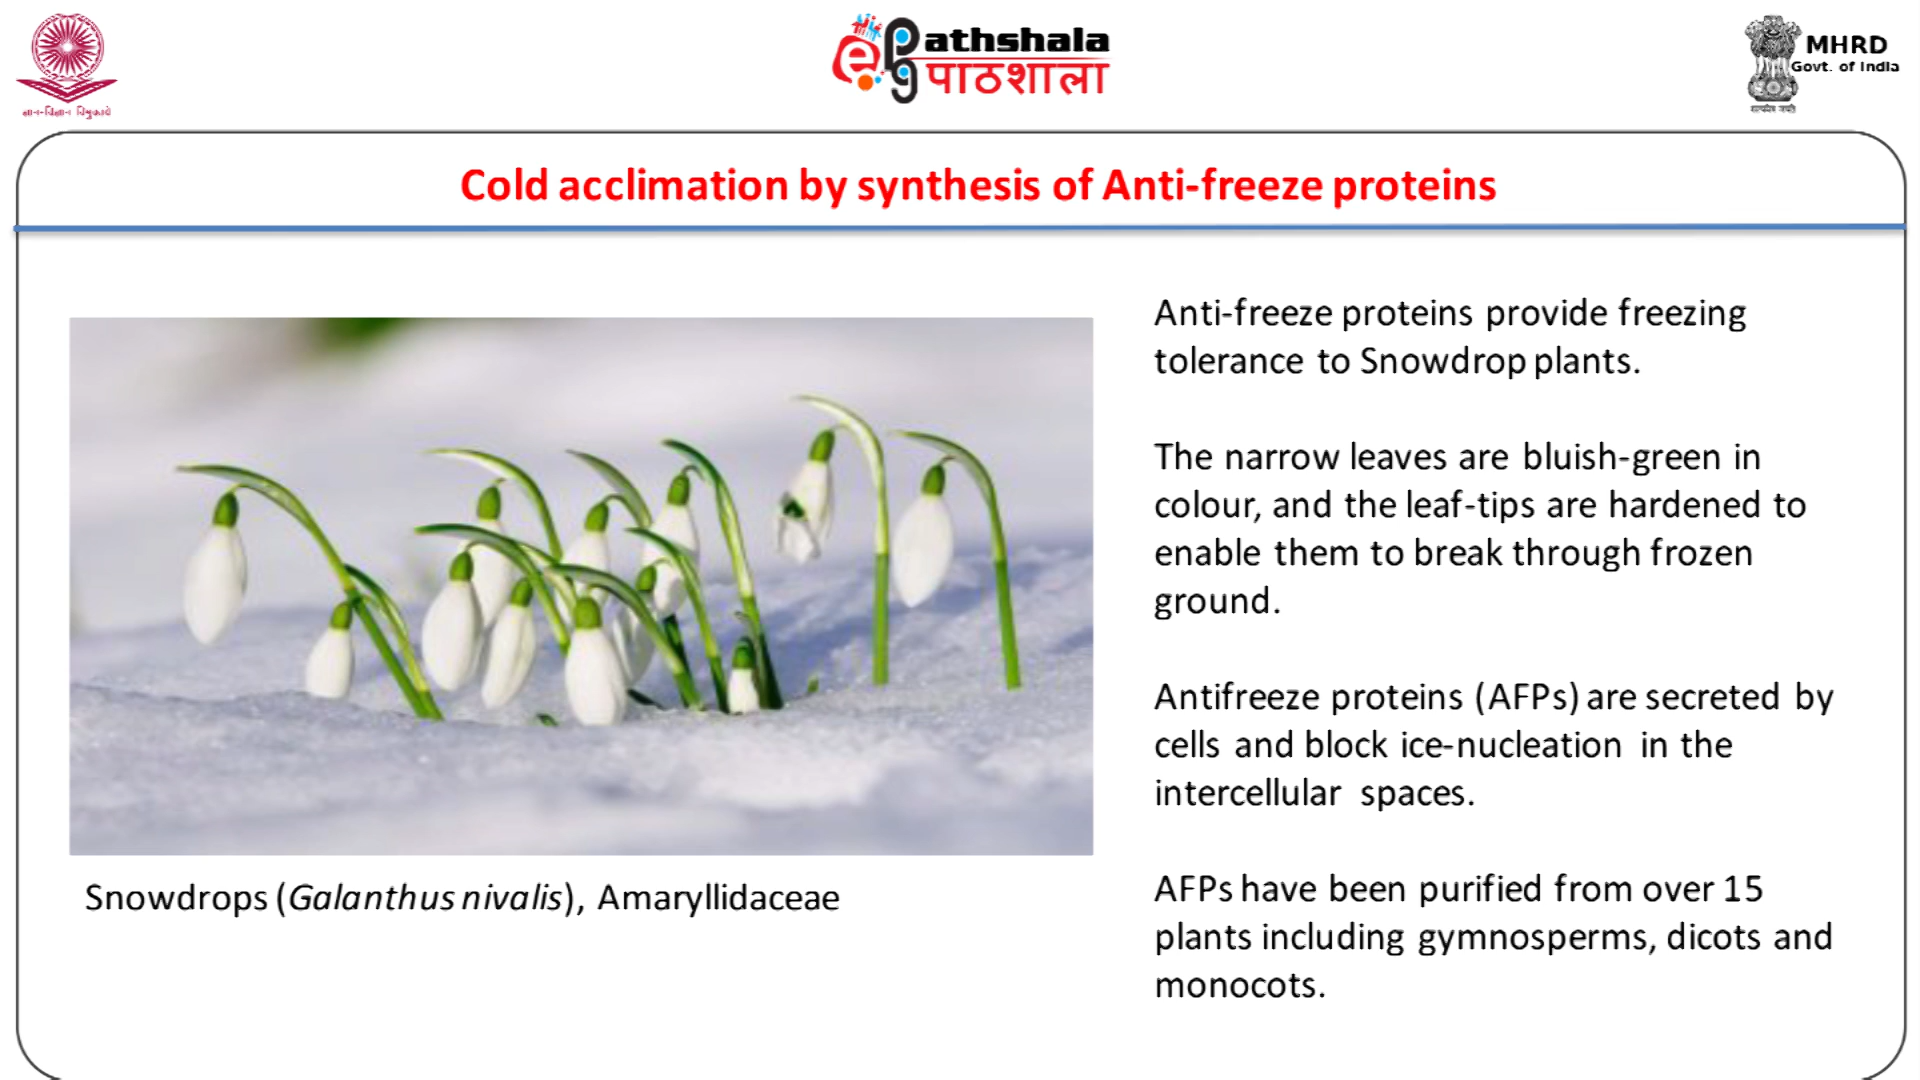 athshala
पाठशाला
MHRD
Govt. of India
Cold acclimation by synthesis of Anti-freeze proteins
Anti-freeze proteins provide freezing
tolerance to Snowdrop plants.
The narrow leaves are bluish-green in
colour, and the leaf-tips are hardened to
enable them to break through frozen
ground.
Antifreeze proteins (AFPs) are secreted by
cells and block ice-nucleation in the
intercellular spaces.
AFPs have been purified from over 15
plants including gymnosperms, dicots and
monocots.
Snowdrops (Galanthus nivalis), Amaryllidaceae